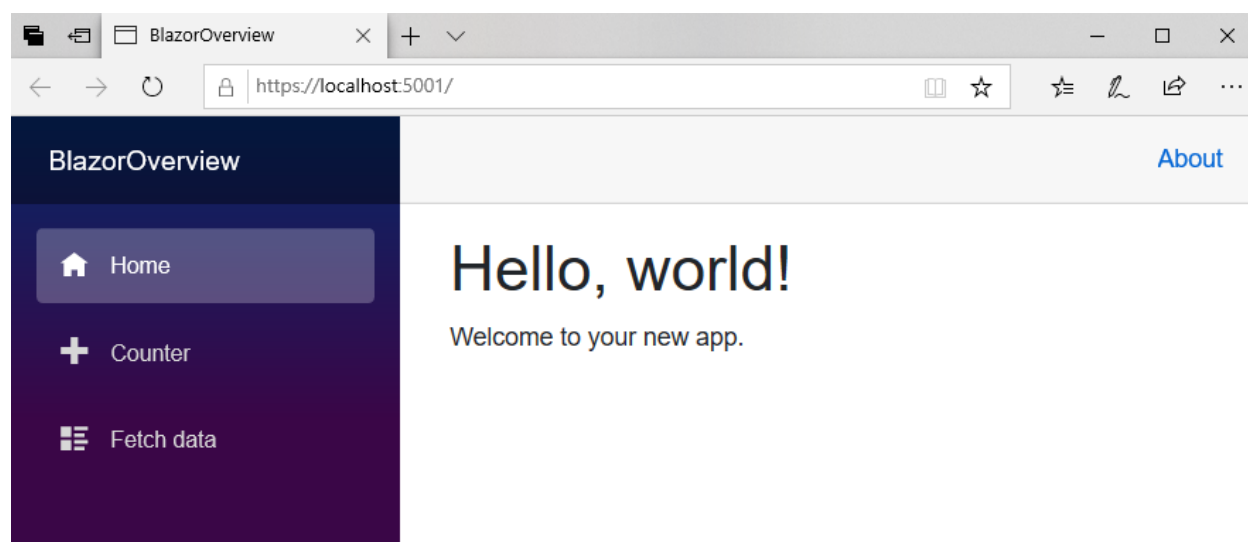 BlazorOverview
https://localhost:5001/
BlazorOverview
About
Home
Counter
Fetch data
Hello, world!
Welcome to your new app.